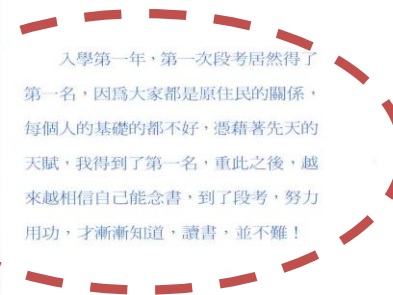 入學第一年，第一次段考居然得了
第一名，因為大家都是原住民的關係，
每個人的基礎的都不好，憑藉著先天的
天賦，我得到了第一名，重此之後，越
來越相信自己能念書，到了段考，努力
用功，才漸漸知道，讀書，並不難！